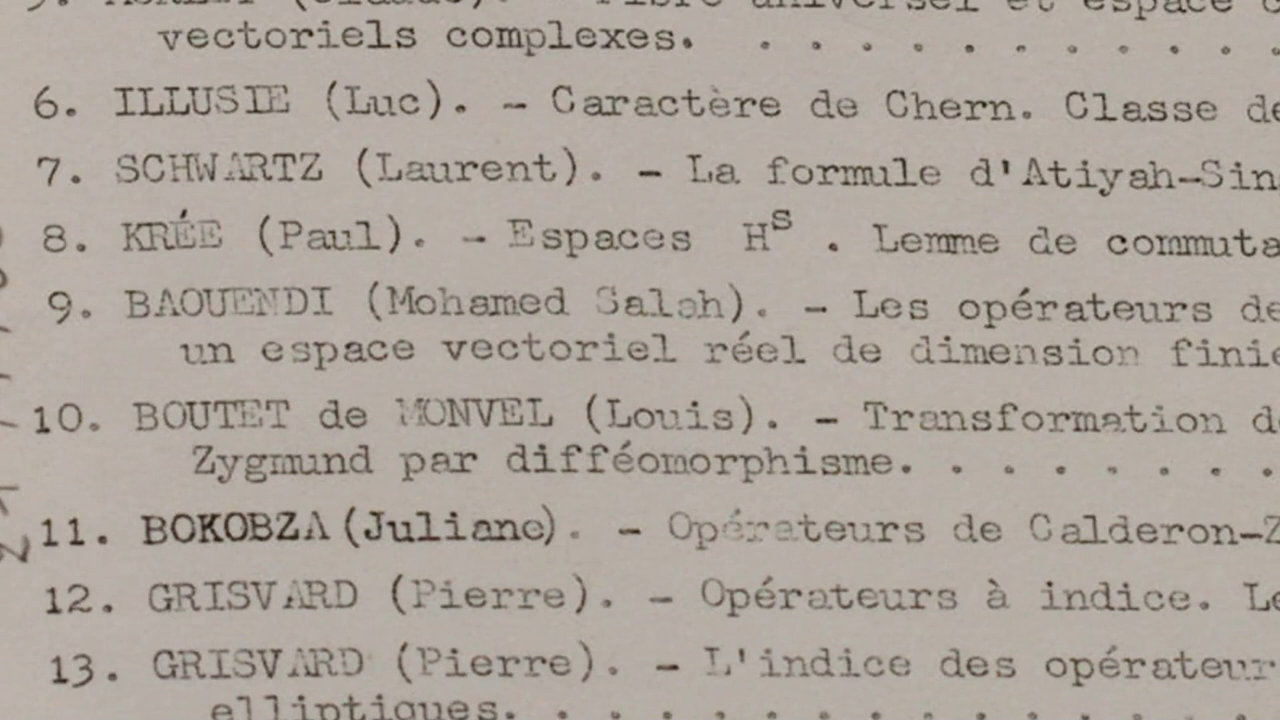 vectoriels complexes. . . . . . . . . . . .
6. ILLUSIE (Luc). - Caractère de Chern. Classe de
7. SCHWARTZ (Laurent). - La formule d'Atiyah-Sin
8. KRÉE (Paul). - Espaces H^s . Lemme de commuta
9. BAOUENDI (Mohamed Salah). - Les opérateurs de
un espace vectoriel réel de dimension finie
10. BOUTET de MONVEL (Louis). - Transformation d
Zygmund par difféomorphisme. . . . . . . .
11. BOKOBZA (Juliane). - Opérateurs de Calderon-Z
12. GRISVARD (Pierre). - Opérateurs à indice. Le
13. GRISVARD (Pierre). - L'indice des opérateur
elliptiques. . . . . . . . . . . . . . .